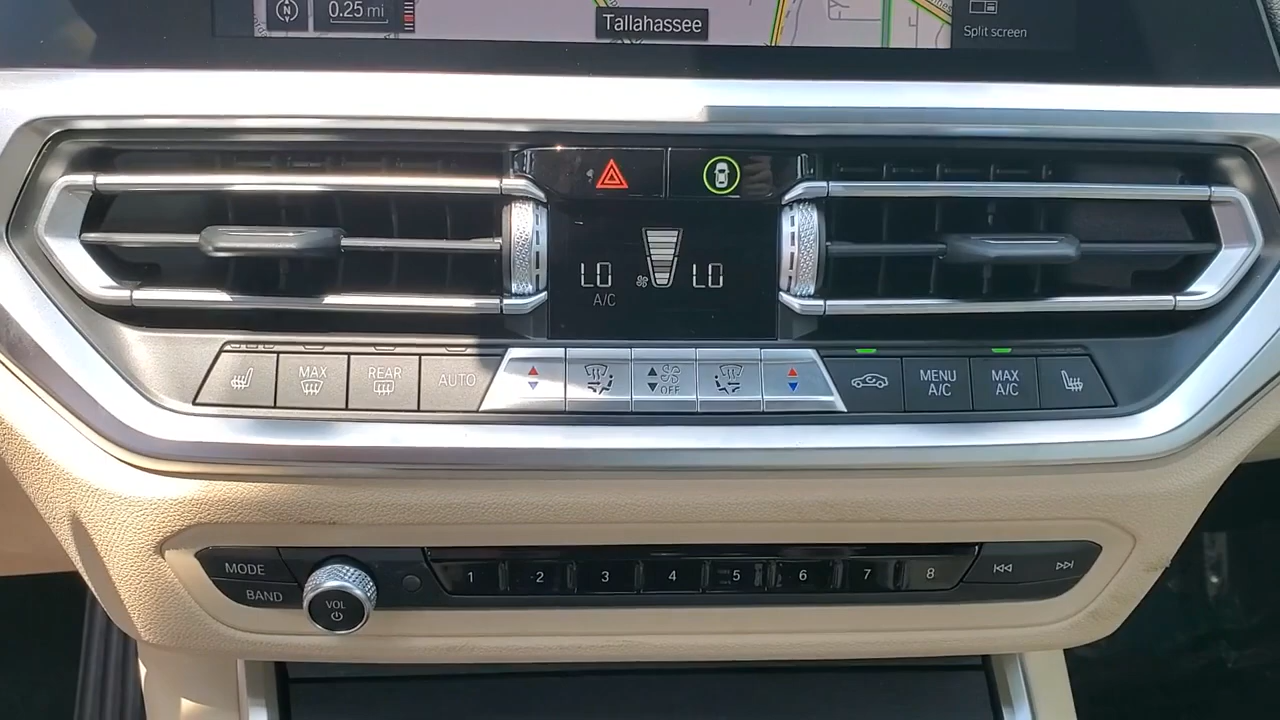 N
0.25 mi
Tallahassee
Split screen
LO
LO
A/C
MAX
REAR
AUTO
OFF
MENU
A/C
MAX
A/C
MODE
BAND
VOL
1
2
3
4
5
6
7
8